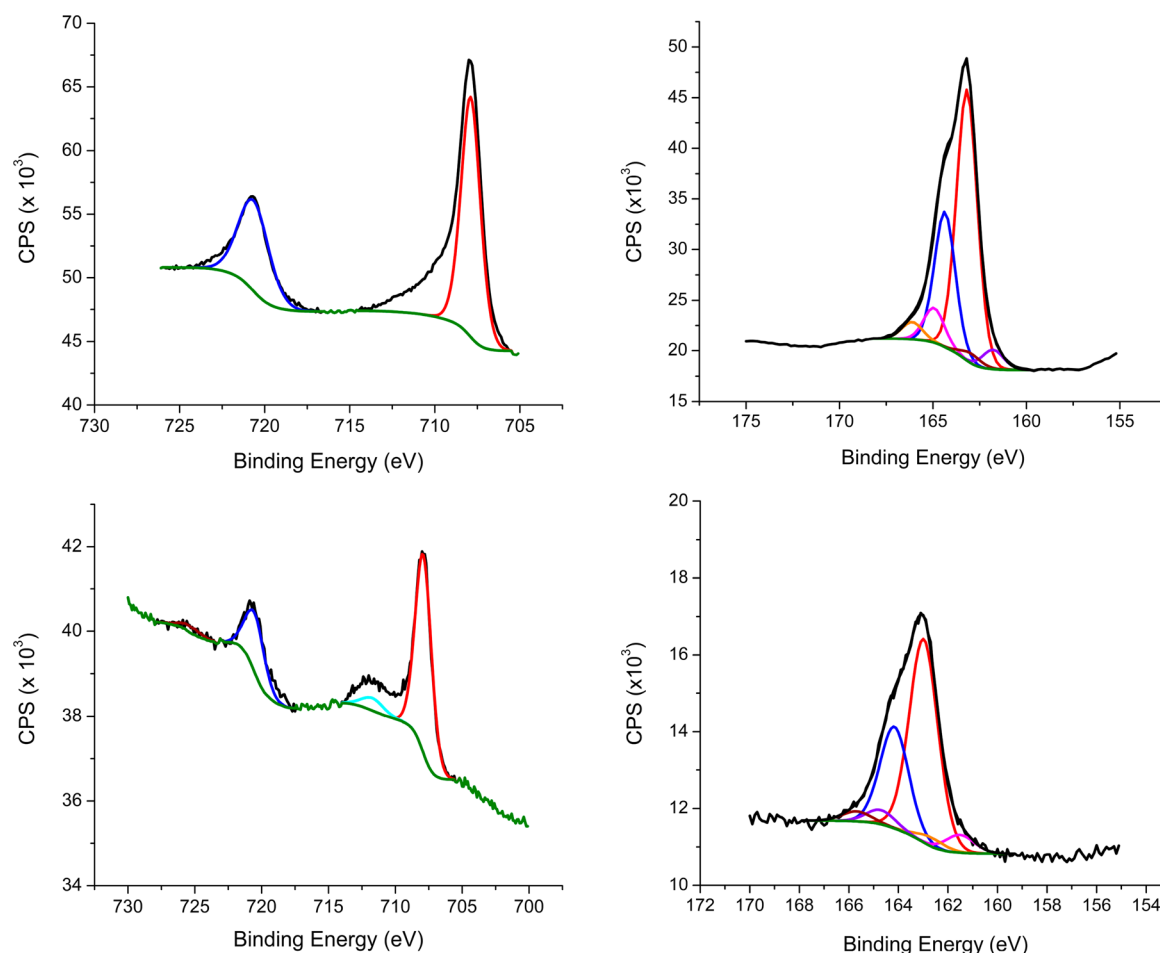 70
65
60
55
50
45
40
CPS (x 10³)
730 725 720 715 710 705
Binding Energy (eV)
50
45
40
35
30
25
20
15
CPS (x10³)
175 170 165 160 155
Binding Energy (eV)
42
40
38
36
34
CPS (x 10³)
730 725 720 715 710 705 700
Binding Energy (eV)
20
18
16
14
12
10
CPS (x10³)
172 170 168 166 164 162 160 158 156 154
Binding Energy (eV)